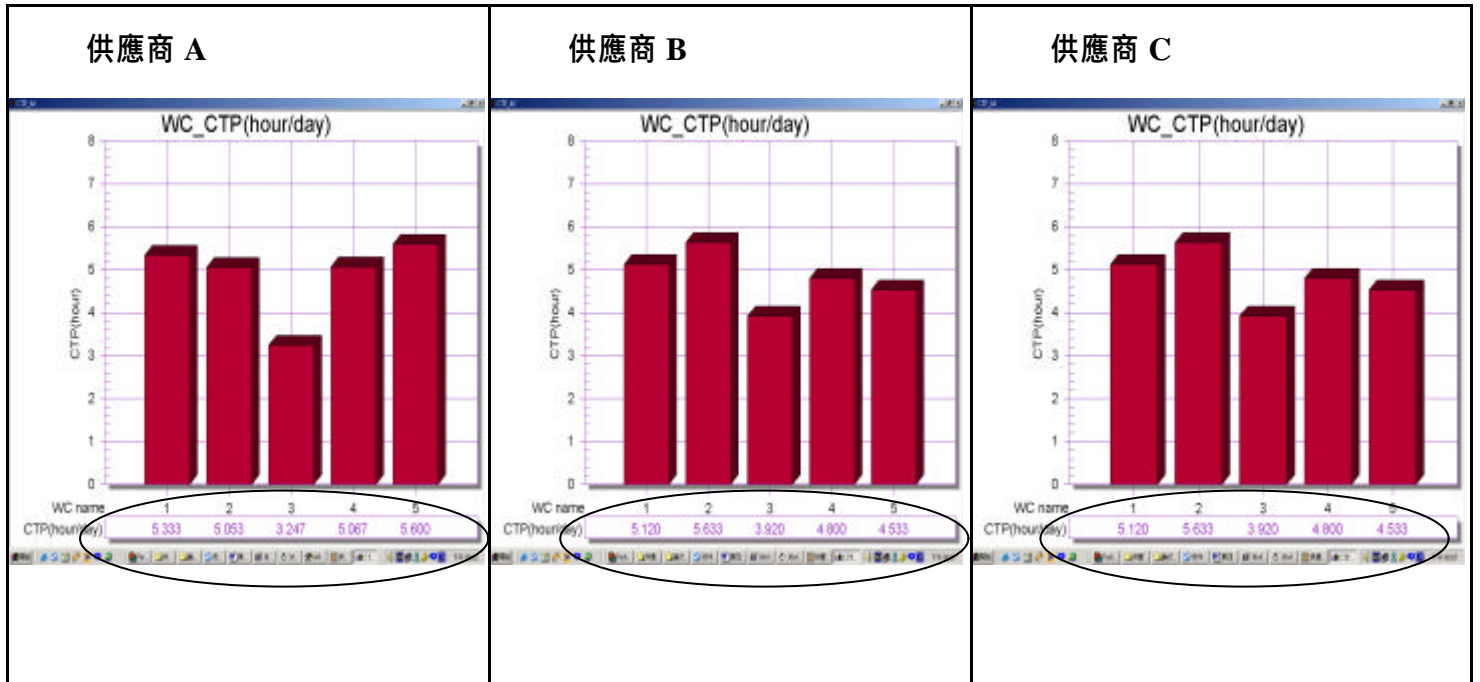 供應商 A
CTP_M
WC_CTP(hour/day)
8
7
6
5
4
3
2
1
0
CTP(hour)
WC name 1 2 3 4 5
CTP(hour/day) 5.333 5.053 3.247 5.067 5.600
供應商 B
WC_CTP(hour/day)
8
7
6
5
4
3
2
1
0
CTP(hour)
WC name 1 2 3 4 5
CTP(hour/day) 5.120 5.633 3.920 4.800 4.533
供應商 C
WC_CTP(hour/day)
8
7
6
5
4
3
2
1
0
CTP(hour)
WC name 1 2 3 4 5
CTP(hour/day) 5.120 5.633 3.920 4.800 4.533